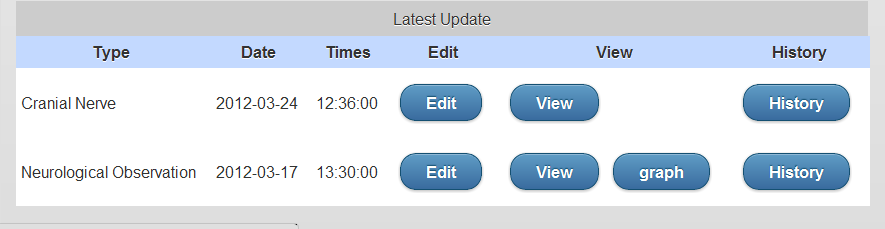 Latest Update
Type Date Times Edit View History
Cranial Nerve 2012-03-24 12:36:00 Edit View History
Neurological Observation 2012-03-17 13:30:00 Edit View graph History